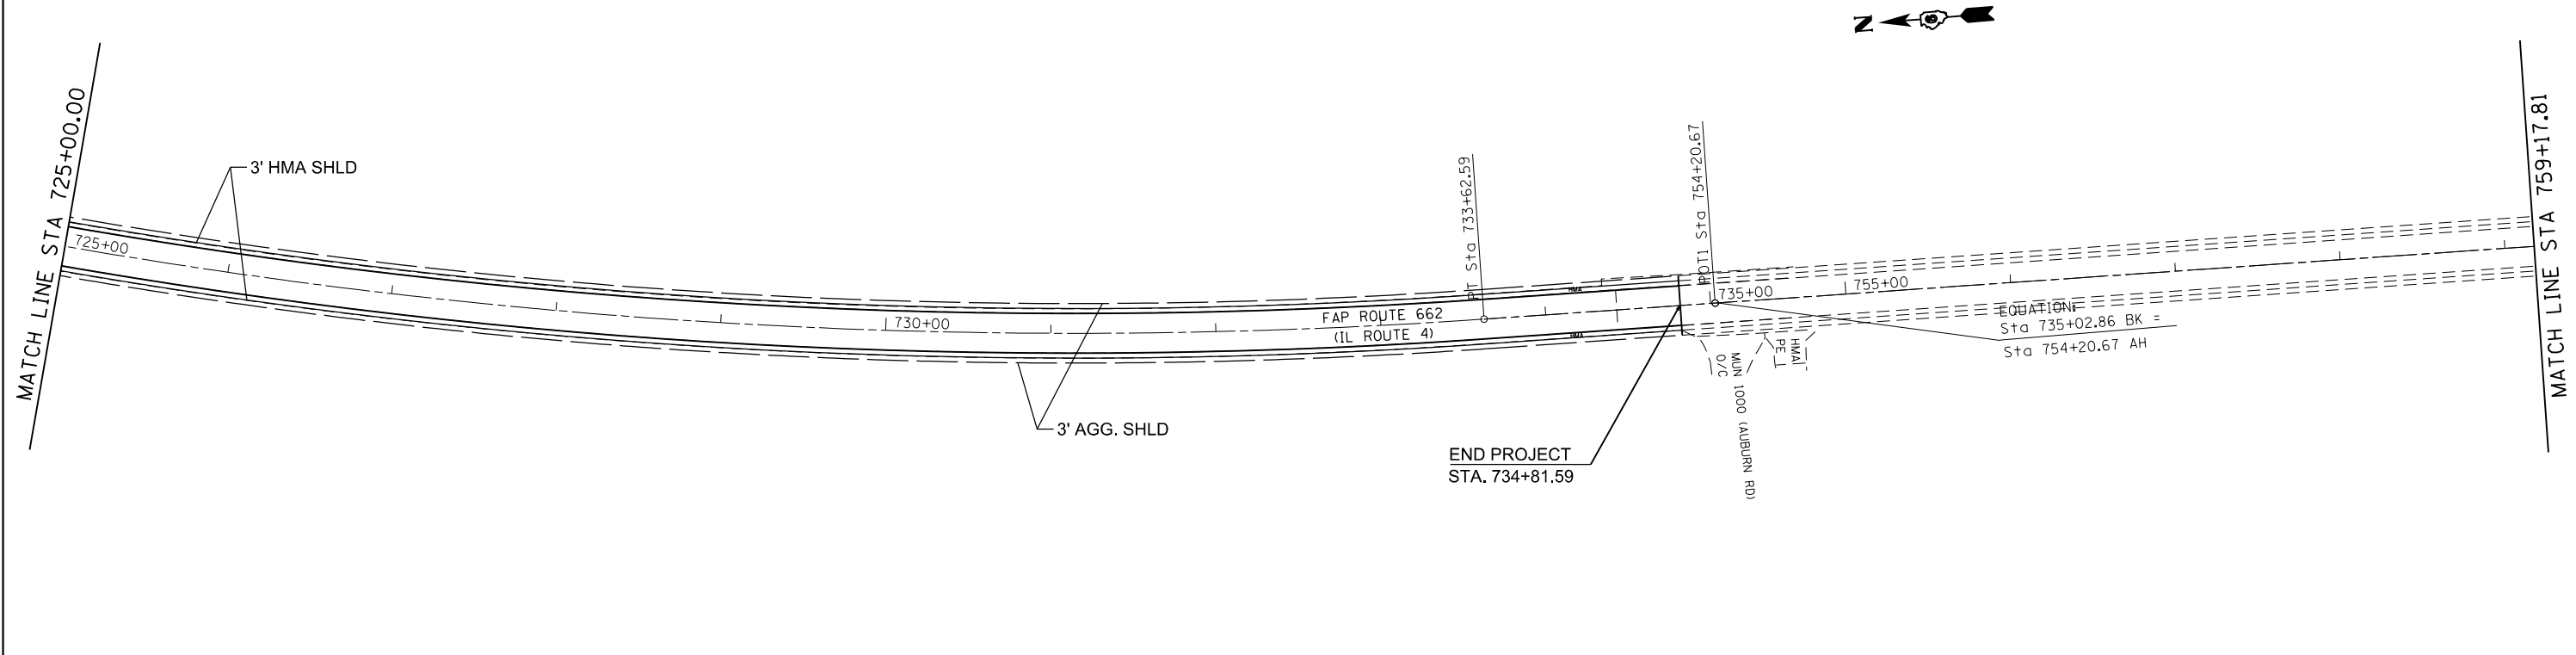 N
6
MATCH LINE STA 725+00.00
3' HMA SHLD
725+00
730+00
3' AGG. SHLD
FAP ROUTE 662
(IL ROUTE 4)
PT Sta 733+62.59
HMA
HMA
POT1 Sta 754+20.67
735+00
755+00
EQUATION:
Sta 735+02.86 BK =
Sta 754+20.67 AH
HMA
PE
MUN 1000 (AUBURN RD)
O/C
END PROJECT
STA. 734+81.59
MATCH LINE STA 759+17.81